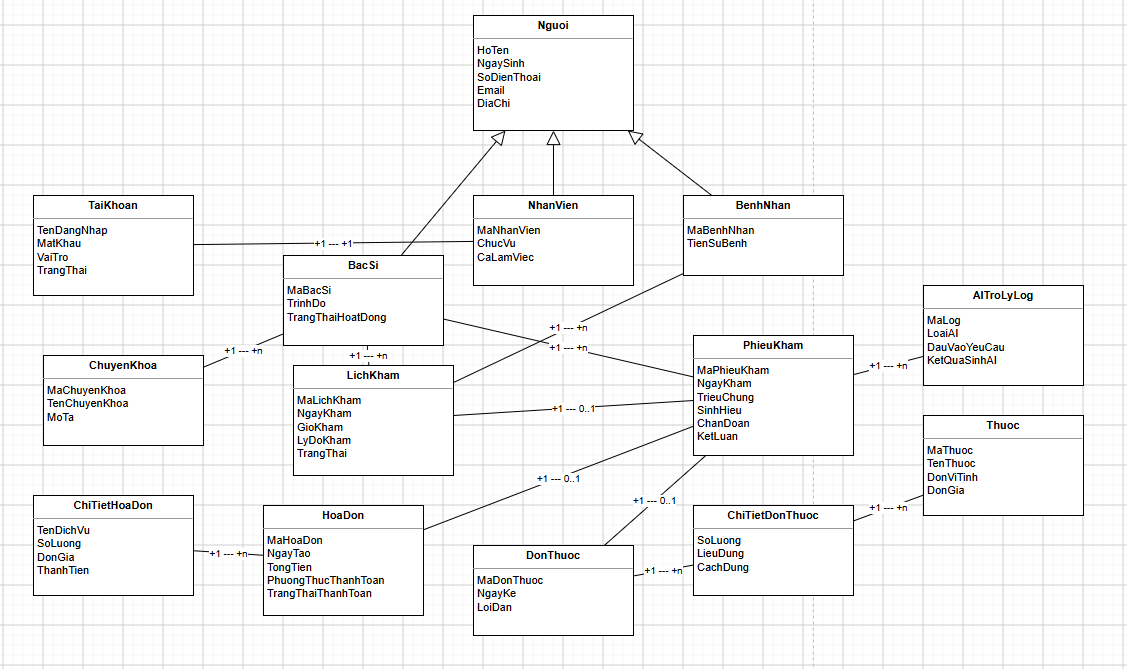 Nguoi
HoTen
NgaySinh
SoDienThoai
Email
DiaChi
TaiKhoan
TenDangNhap
MatKhau
VaiTro
TrangThai
+1 --- +1
NhanVien
MaNhanVien
ChucVu
CaLamViec
BenhNhan
MaBenhNhan
TienSuBenh
BacSi
MaBacSi
TrinhDo
TrangThaiHoatDong
+1 --- +n
+1 --- +n
+1 --- +n
+1 --- +n
ChuyenKhoa
MaChuyenKhoa
TenChuyenKhoa
MoTa
LichKham
MaLichKham
NgayKham
GioKham
LyDoKham
TrangThai
+1 --- 0..1
PhieuKham
MaPhieuKham
NgayKham
TrieuChung
SinhHieu
ChanDoan
KetLuan
+1 --- +n
AITroLyLog
MaLog
LoaiAI
DauVaoYeuCau
KetQuaSinhAI
Thuoc
MaThuoc
TenThuoc
DonViTinh
DonGia
+1 --- 0..1
+1 --- 0..1
+1 --- +n
ChiTietHoaDon
TenDichVu
SoLuong
DonGia
ThanhTien
+1 --- +n
HoaDon
MaHoaDon
NgayTao
TongTien
PhuongThucThanhToan
TrangThaiThanhToan
DonThuoc
MaDonThuoc
NgayKe
LoiDan
+1 --- +n
ChiTietDonThuoc
SoLuong
LieuDung
CachDung